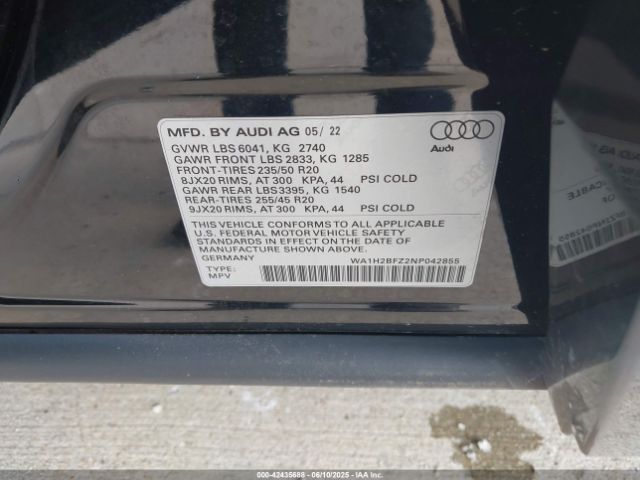 MFD. BY AUDI AG 05/ 22
GVWR LBS 6041, KG 2740
GAWR FRONT LBS 2833, KG 1285
FRONT-TIRES 235/50 R20
8JX20 RIMS, AT 300 KPA, 44 PSI COLD
GAWR REAR LBS3395, KG 1540
REAR-TIRES 255/45 R20
9JX20 RIMS, AT 300 KPA, 44 PSI COLD
Audi
THIS VEHICLE CONFORMS TO ALL APPLICABLE
U.S. FEDERAL MOTOR VEHICLE SAFETY
STANDARDS IN EFFECT ON THE DATE OF
MANUFACTURE SHOWN ABOVE.
GERMANY
WA1H2BFZ2NP042855
TYPE:
MPV
000-42435688 - 06/10/2025 - IAAI.CA